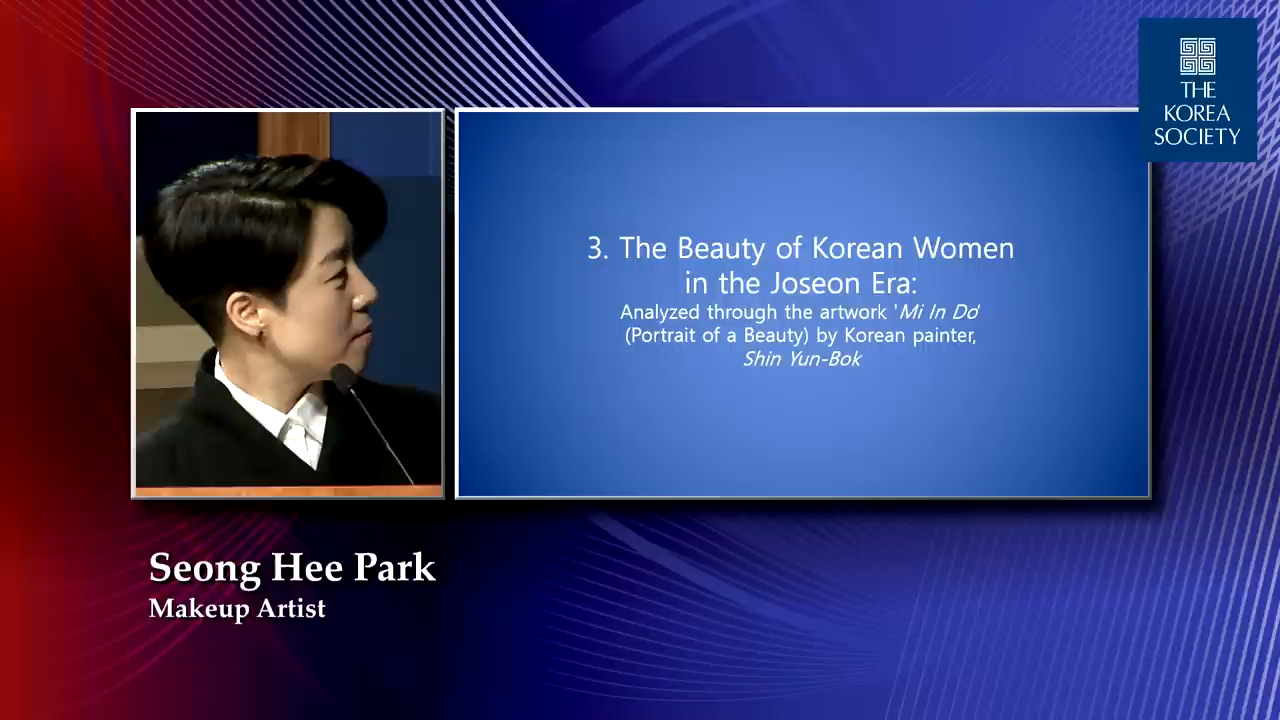 THE
KOREA
SOCIETY
3. The Beauty of Korean Women
in the Joseon Era:
Analyzed through the artwork 'Mi In Do'
(Portrait of a Beauty) by Korean painter,
Shin Yun-Bok
Seong Hee Park
Makeup Artist